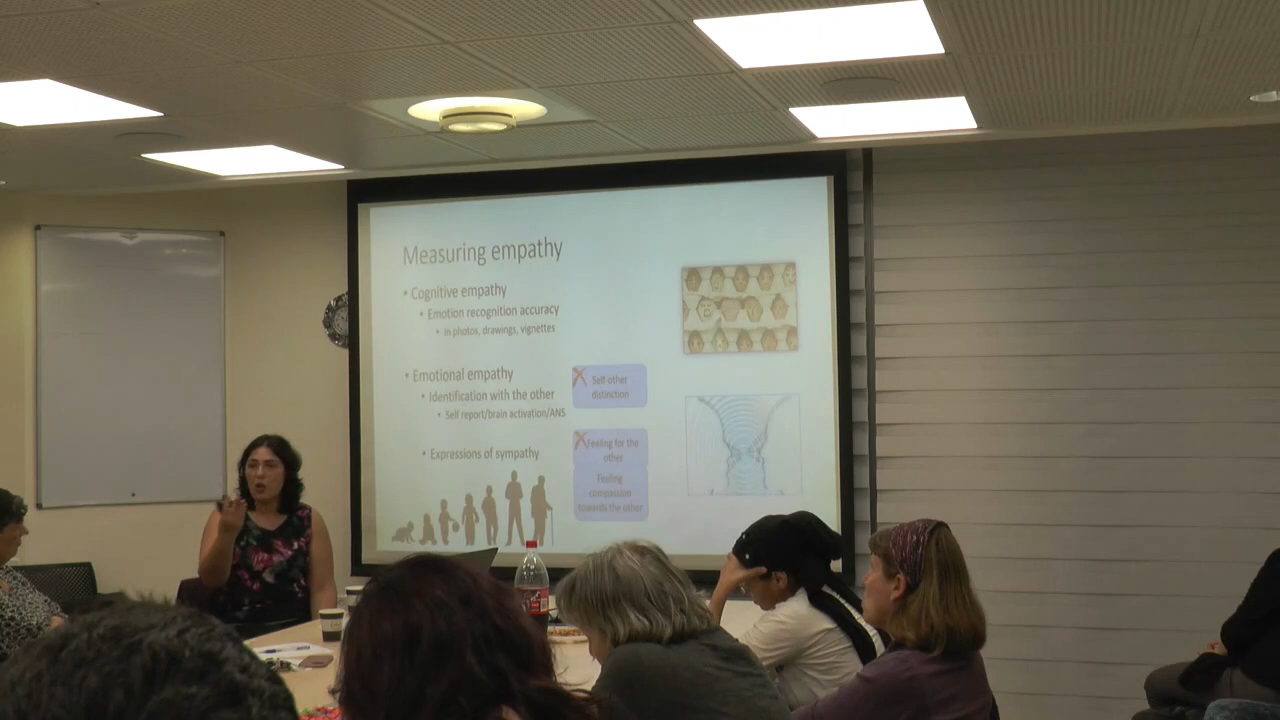 Measuring empathy
• Cognitive empathy
• Emotion recognition accuracy
• In photos, drawings, vignettes
• Emotional empathy
• Identification with the other
• Self report/brain activation/ANS
• Expressions of sympathy
Self-other
distinction
Feeling for the
other
Feeling
compassion
towards the other